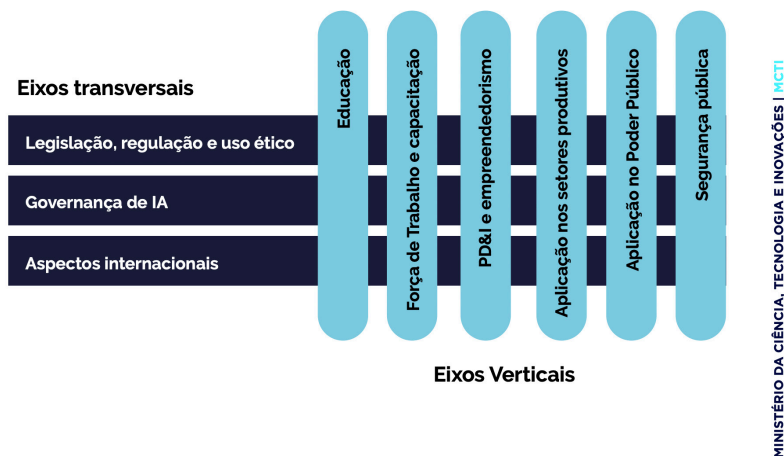 Eixos transversais
Legislação, regulação e uso ético
Governança de IA
Aspectos internacionais
Educação
Força de Trabalho e capacitação
PD&I e empreendedorismo
Aplicação nos setores produtivos
Aplicação no Poder Público
Segurança pública
Eixos Verticais
MINISTÉRIO DA CIÊNCIA, TECNOLOGIA E INOVAÇÕES | MCTI